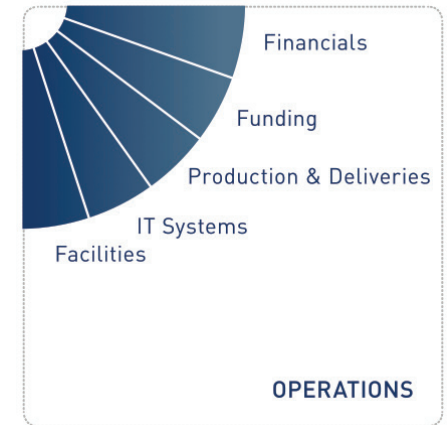 Financials
Funding
Production & Deliveries
IT Systems
Facilities
OPERATIONS